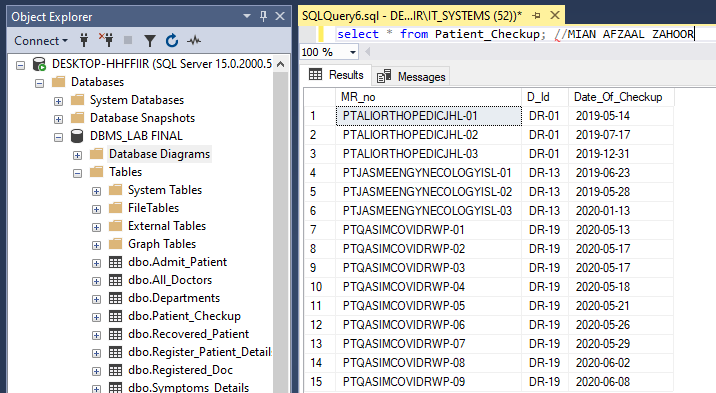 Object Explorer
Connect
DESKTOP-HHFFIIR (SQL Server 15.0.2000.5
Databases
System Databases
Database Snapshots
DBMS_LAB FINAL
Database Diagrams
Tables
System Tables
FileTables
External Tables
Graph Tables
dbo.Admit_Patient
dbo.All_Doctors
dbo.Departments
dbo.Patient_Checkup
dbo.Recovered_Patient
dbo.Register_Patient_Details
dbo.Registered_Doc
dbo.Symptoms_Details
SQLQuery6.sql - DE...IR\IT_SYSTEMS (52))*
select * from Patient_Checkup; //MIAN AFZAAL ZAHOOR
100 %
Results Messages
MR_no D_Id Date_Of_Checkup
1 PTALIORTHOPEDICJHL-01 DR-01 2019-05-14
2 PTALIORTHOPEDICJHL-02 DR-01 2019-07-17
3 PTALIORTHOPEDICJHL-03 DR-01 2019-12-31
4 PTJASMEENGYNECOLOGYISL-01 DR-13 2019-06-23
5 PTJASMEENGYNECOLOGYISL-02 DR-13 2019-05-28
6 PTJASMEENGYNECOLOGYISL-03 DR-13 2020-01-13
7 PTQASIMCOVIDRWP-01 DR-19 2020-05-13
8 PTQASIMCOVIDRWP-02 DR-19 2020-05-17
9 PTQASIMCOVIDRWP-03 DR-19 2020-05-17
10 PTQASIMCOVIDRWP-04 DR-19 2020-05-18
11 PTQASIMCOVIDRWP-05 DR-19 2020-05-21
12 PTQASIMCOVIDRWP-06 DR-19 2020-05-26
13 PTQASIMCOVIDRWP-07 DR-19 2020-05-29
14 PTQASIMCOVIDRWP-08 DR-19 2020-06-02
15 PTQASIMCOVIDRWP-09 DR-19 2020-06-08